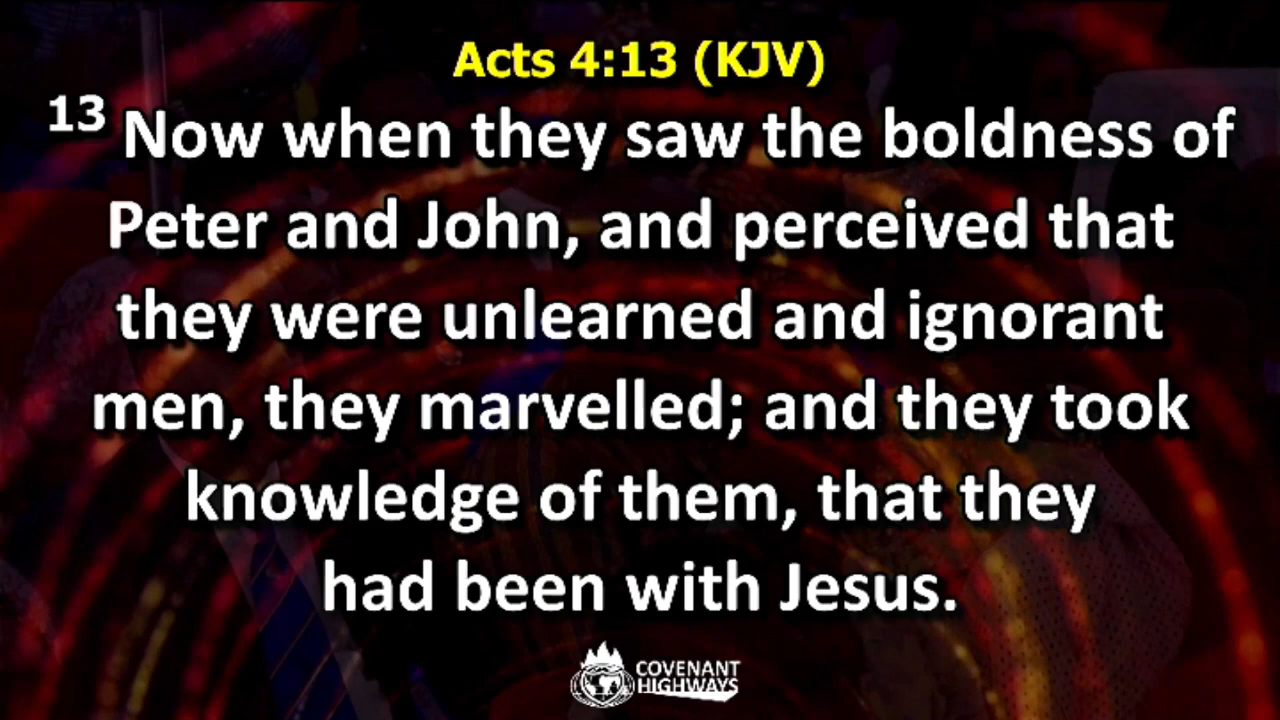 Acts 4:13 (KJV)
13 Now when they saw the boldness of
Peter and John, and perceived that
they were unlearned and ignorant
men, they marvelled; and they took
knowledge of them, that they
had been with Jesus.
COVENANT
HIGHWAYS